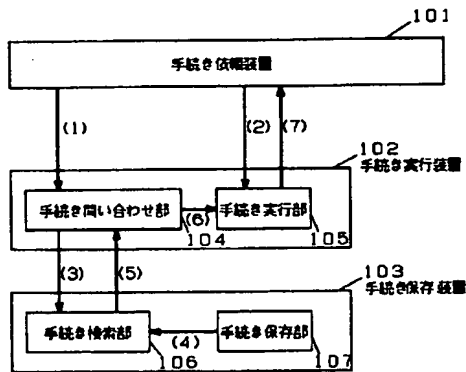 101
手続き依頼装置
(1)
(2)
(7)
102
手続き実行装置
手続き問い合わせ部
(6)
手続き実行部
104
105
(3)
(5)
103
手続き保存装置
手続き検索部
(4)
手続き保存部
106
107